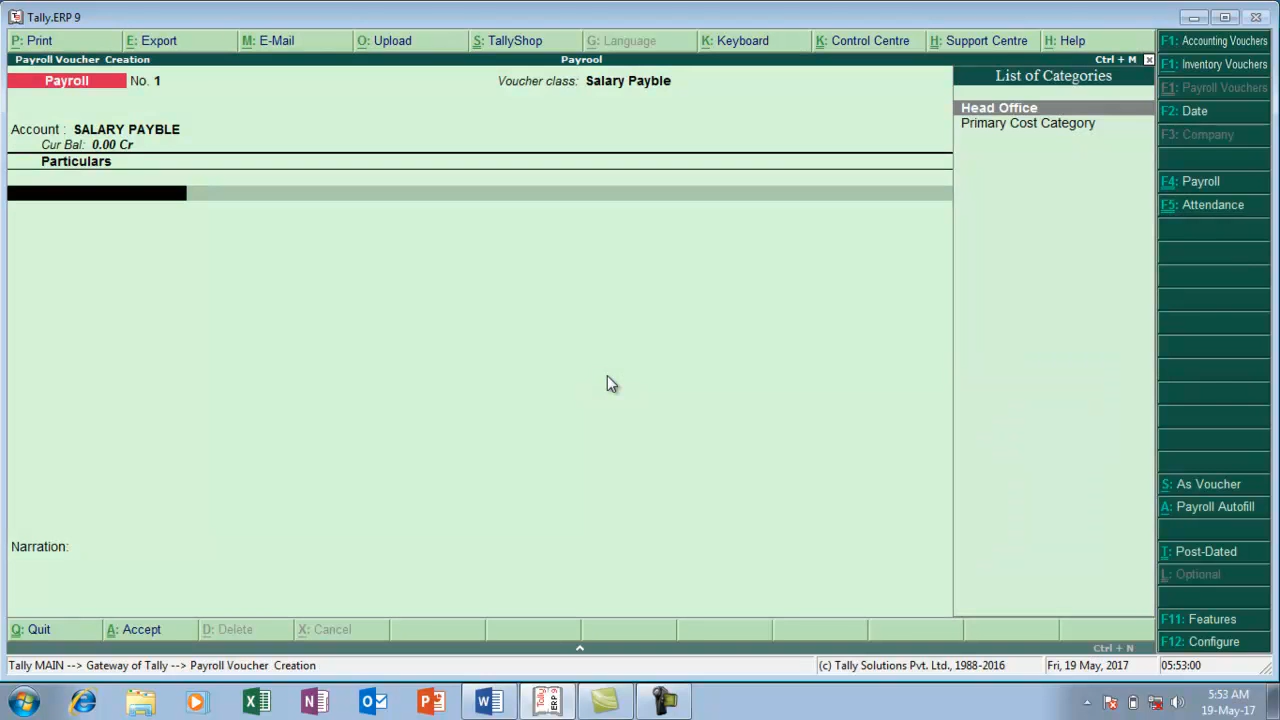 Tally.ERP 9
P: Print E: Export M: E-Mail O: Upload S: TallyShop G: Language K: Keyboard K: Control Centre H: Support Centre H: Help
Payroll Voucher Creation Payrool Ctrl + M
Payroll No. 1 Voucher class: Salary Payble
Account : SALARY PAYBLE
Cur Bal: 0.00 Cr
Particulars
Narration:
List of Categories
Head Office
Primary Cost Category
F1: Accounting Vouchers
F1: Inventory Vouchers
F1: Payroll Vouchers
F2: Date
F3: Company
F4: Payroll
F5: Attendance
S: As Voucher
A: Payroll Autofill
T: Post-Dated
L: Optional
F11: Features
F12: Configure
Q: Quit A: Accept D: Delete X: Cancel
Ctrl + N
Tally MAIN --> Gateway of Tally --> Payroll Voucher Creation (c) Tally Solutions Pvt. Ltd., 1988-2016 Fri, 19 May, 2017 05:53:00
5:53 AM
19-May-17